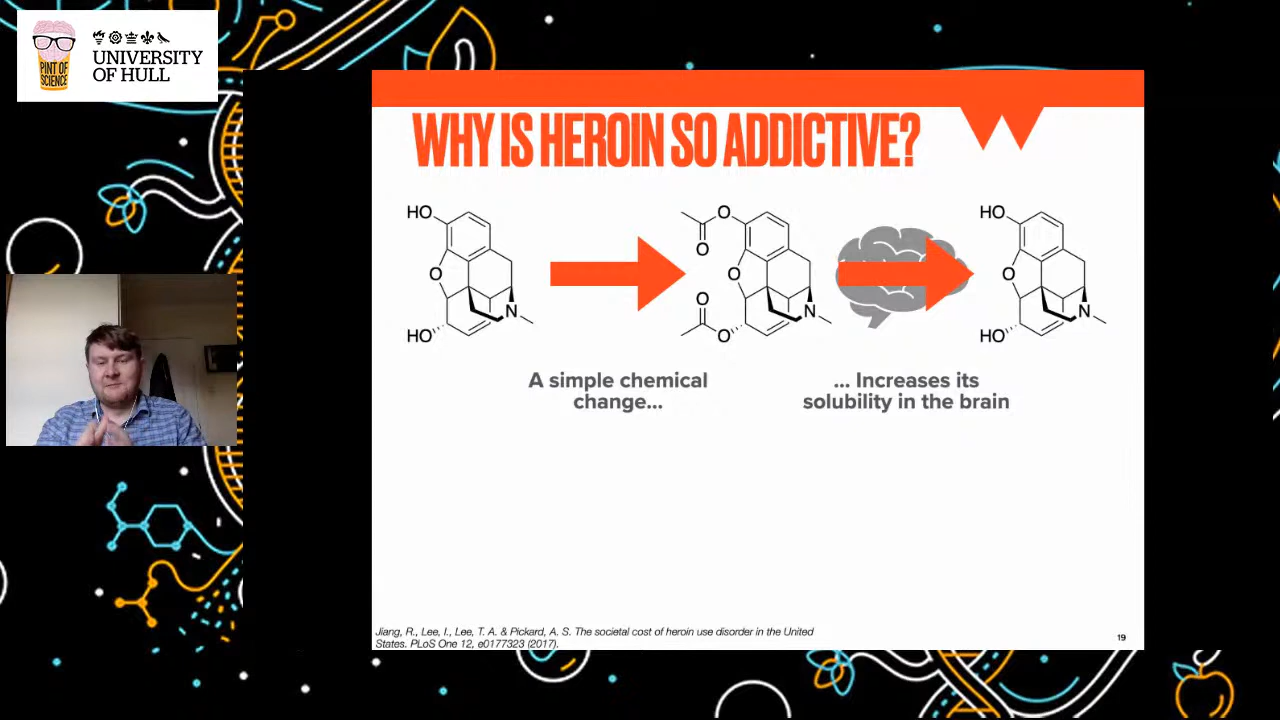 PINT OF
SCIENCE
UNIVERSITY
OF HULL
WHY IS HEROIN SO ADDICTIVE?
HO
O
HO
N
O
O
O
O
O
N
HO
O
HO
N
A simple chemical
change...
... Increases its
solubility in the brain
Jiang, R., Lee, I., Lee, T. A. & Pickard, A. S. The societal cost of heroin use disorder in the United
States. PLoS One 12, e0177323 (2017).
19